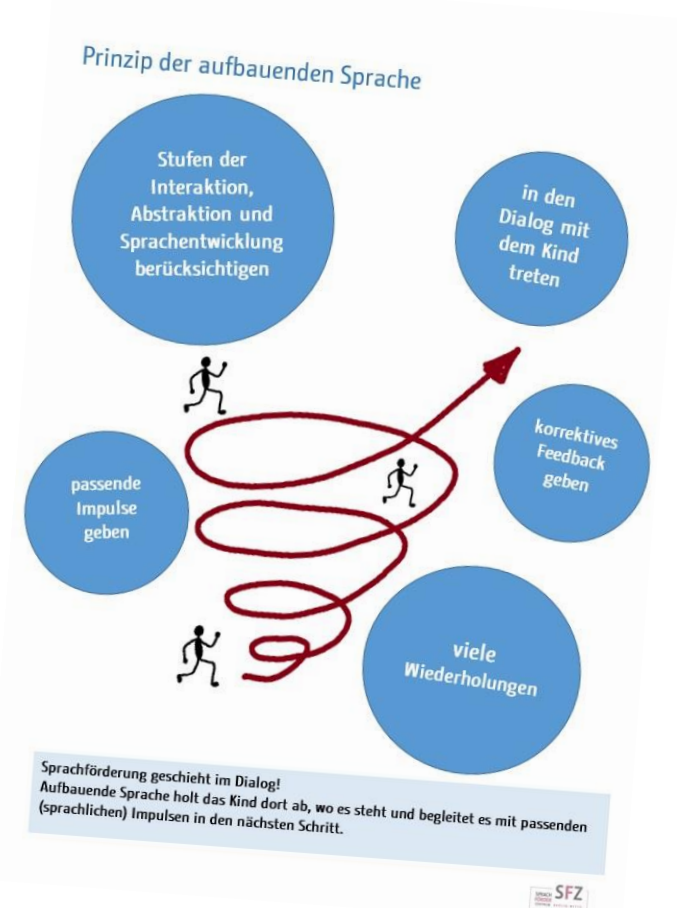 Prinzip der aufbauenden Sprache
Stufen der
Interaktion,
Abstraktion und
Sprachentwicklung
berücksichtigen
in den
Dialog mit
dem Kind
treten
korrektives
Feedback
geben
passende
Impulse
geben
viele
Wiederholungen
Sprachförderung geschieht im Dialog!
Aufbauende Sprache holt das Kind dort ab, wo es steht und begleitet es mit passenden
(sprachlichen) Impulsen in den nächsten Schritt.
SFZ